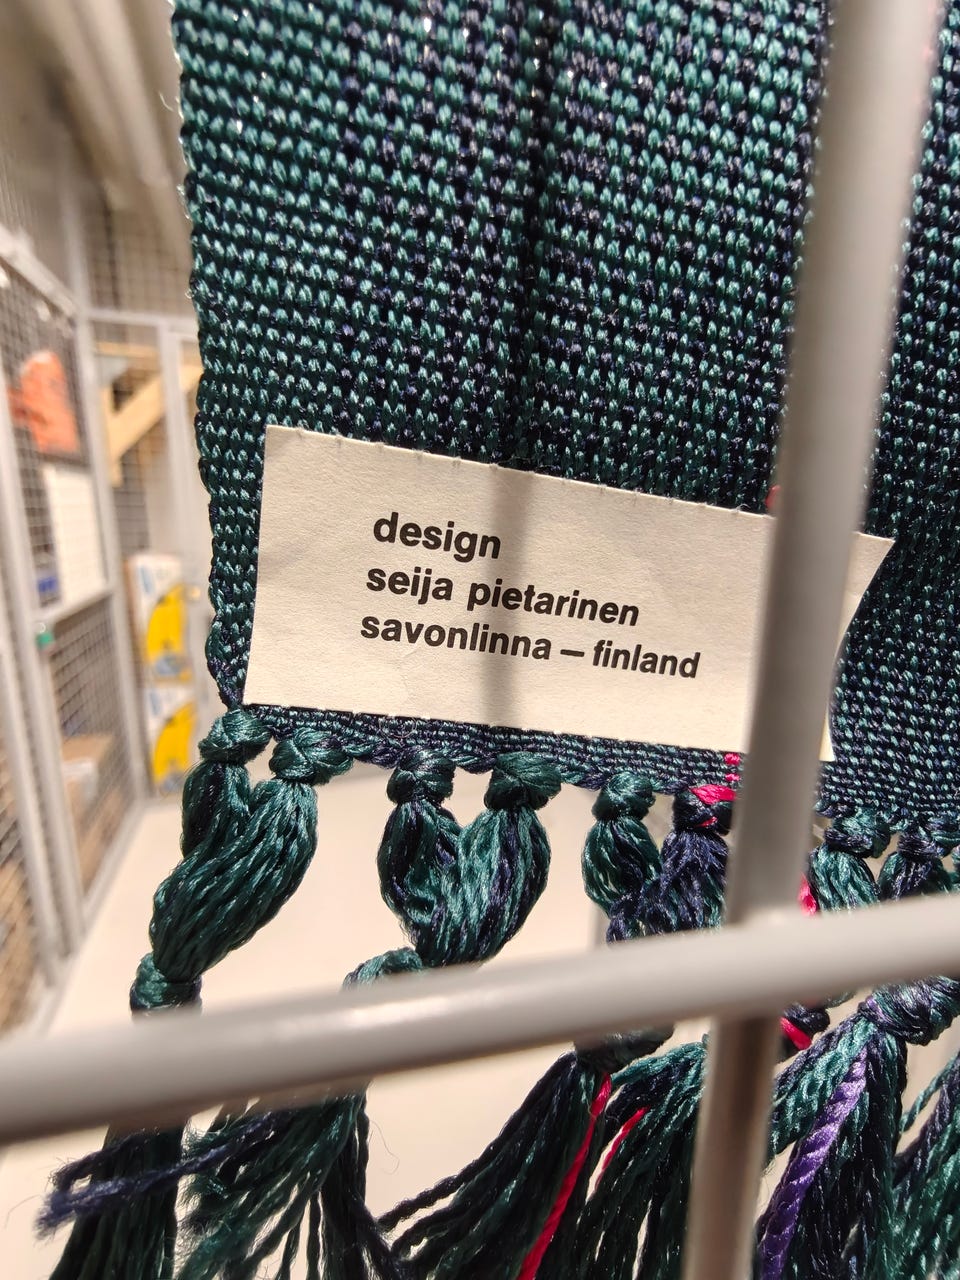 design
seija pietarinen
savonlinna – finland